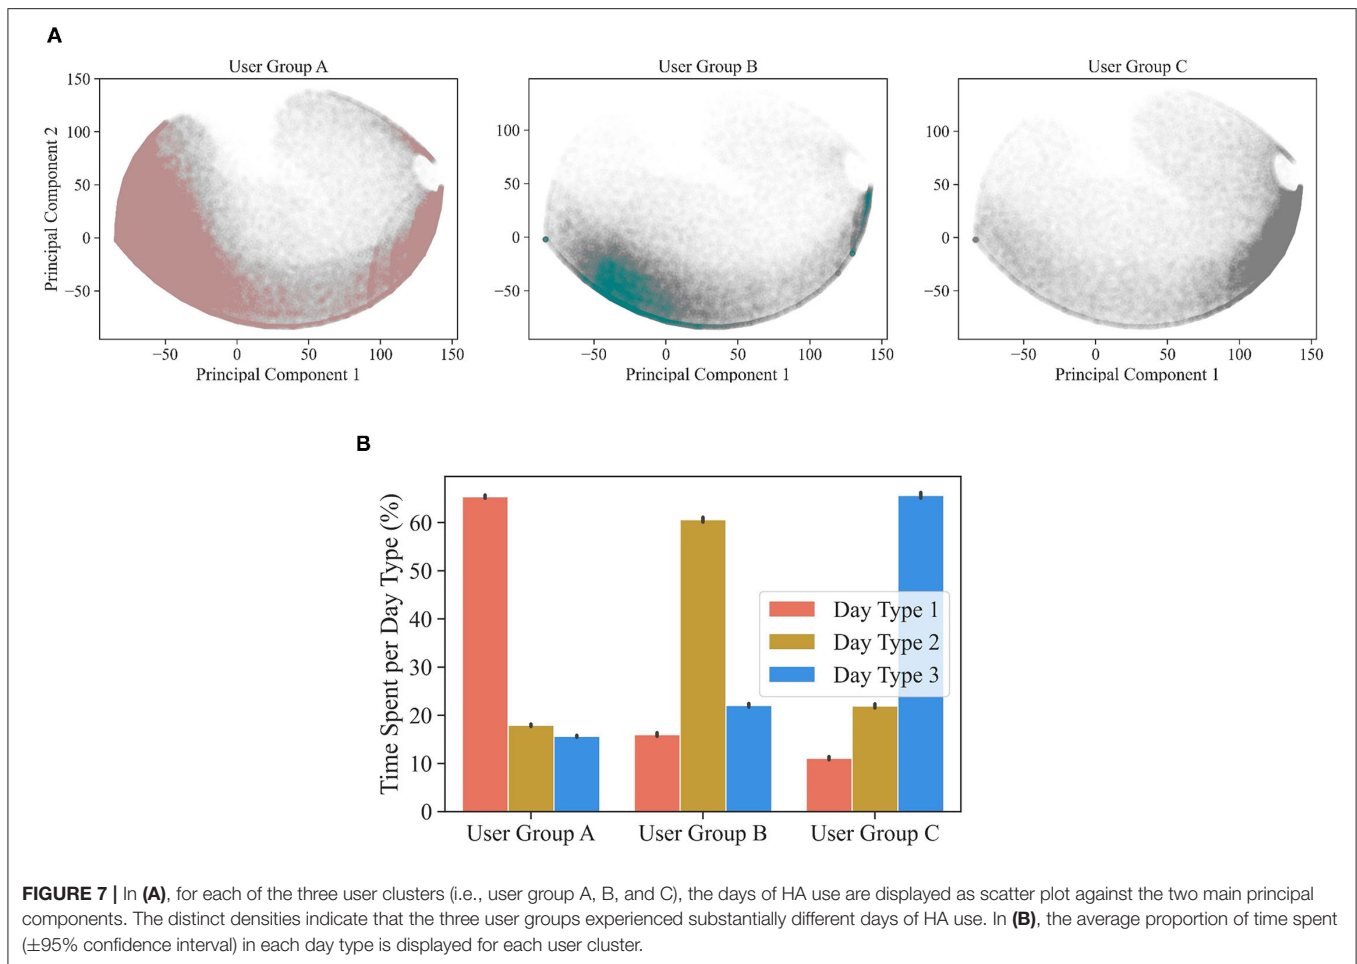 A
User Group A
User Group B
User Group C
Principal Component 2
150
100
50
0
−50
−50 0 50 100 150
Principal Component 1
100
50
0
−50
−50 0 50 100 150
Principal Component 1
100
50
0
−50
−50 0 50 100 150
Principal Component 1
B
Time Spent per Day Type (%)
60
50
40
30
20
10
0
Day Type 1
Day Type 2
Day Type 3
User Group A User Group B User Group C
FIGURE 7 | In (A), for each of the three user clusters (i.e., user group A, B, and C), the days of HA use are displayed as scatter plot against the two main principal
components. The distinct densities indicate that the three user groups experienced substantially different days of HA use. In (B), the average proportion of time spent
(±95% confidence interval) in each day type is displayed for each user cluster.